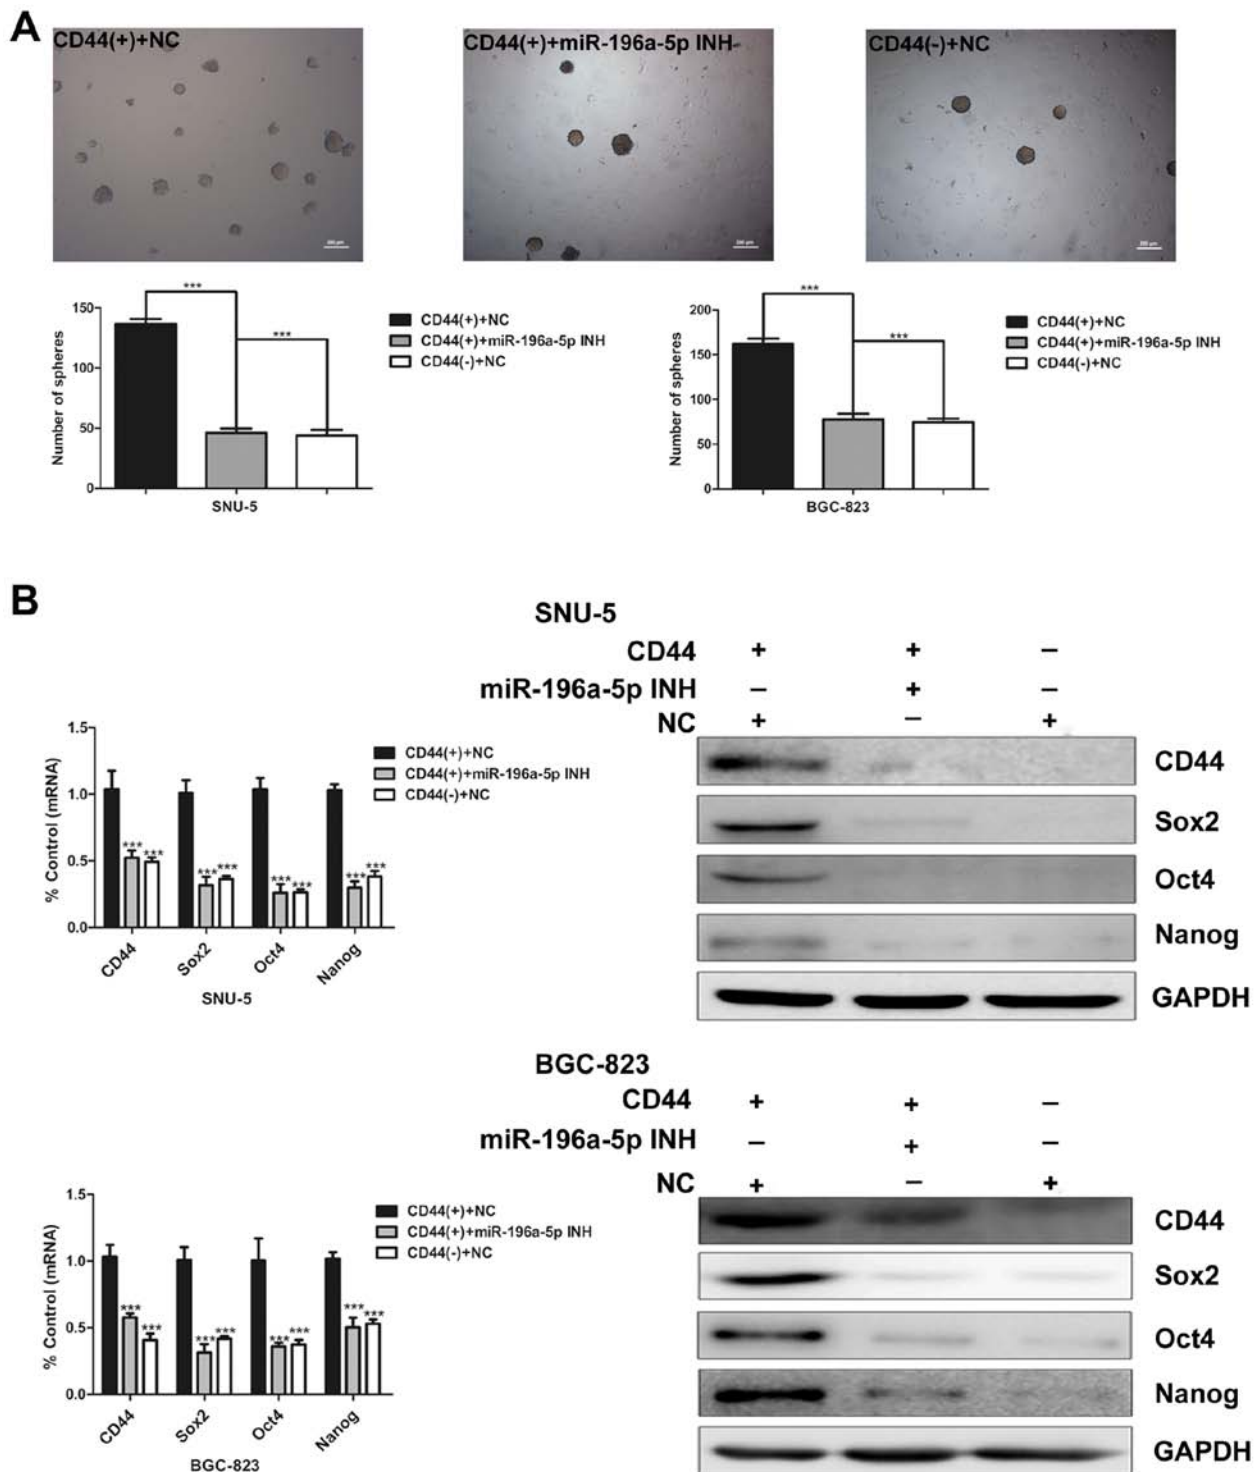 A
CD44(+)+NC
CD44(+)+miR-196a-5p INH
CD44(-)+NC
200 μm
200 μm
200 μm
Number of spheres
150
100
50
0
***
***
SNU-5
CD44(+)+NC
CD44(+)+miR-196a-5p INH
CD44(-)+NC
Number of spheres
200
150
100
50
0
***
***
BGC-823
CD44(+)+NC
CD44(+)+miR-196a-5p INH
CD44(-)+NC
B
% Control (mRNA)
1.5
1.0
0.5
0.0
*** *** *** *** *** *** *** ***
CD44 Sox2 Oct4 Nanog
SNU-5
CD44(+)+NC
CD44(+)+miR-196a-5p INH
CD44(-)+NC
SNU-5
CD44 + + −
miR-196a-5p INH − + −
NC + − +
CD44
Sox2
Oct4
Nanog
GAPDH
% Control (mRNA)
1.5
1.0
0.5
0.0
*** *** *** *** *** *** *** ***
CD44 Sox2 Oct4 Nanog
BGC-823
CD44(+)+NC
CD44(+)+miR-196a-5p INH
CD44(-)+NC
BGC-823
CD44 + + −
miR-196a-5p INH − + −
NC + − +
CD44
Sox2
Oct4
Nanog
GAPDH